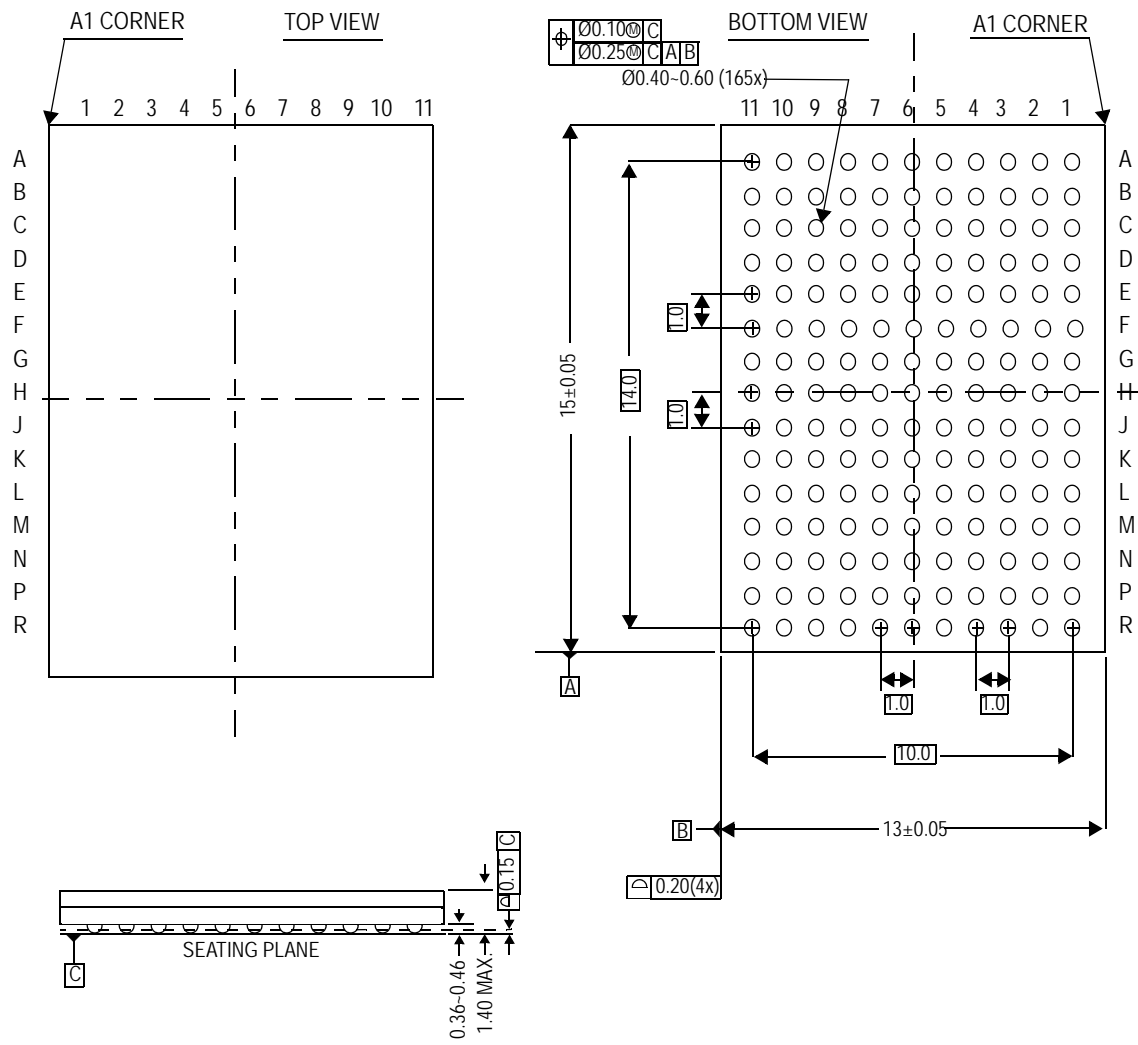 A1 CORNER
TOP VIEW
1 2 3 4 5 6 7 8 9 10 11
A
B
C
D
E
F
G
H
J
K
L
M
N
P
R
Ø0.10Ⓜ C
Ø0.25Ⓜ C A B
Ø0.40~0.60 (165x)
BOTTOM VIEW
A1 CORNER
11 10 9 8 7 6 5 4 3 2 1
A
B
C
D
E
F
G
H
J
K
L
M
N
P
R
1.0
1.0
14.0
15±0.05
A
1.0
1.0
10.0
B
13±0.05
0.20(4x)
0.15 C
SEATING PLANE
C
0.36~0.46
1.40 MAX.